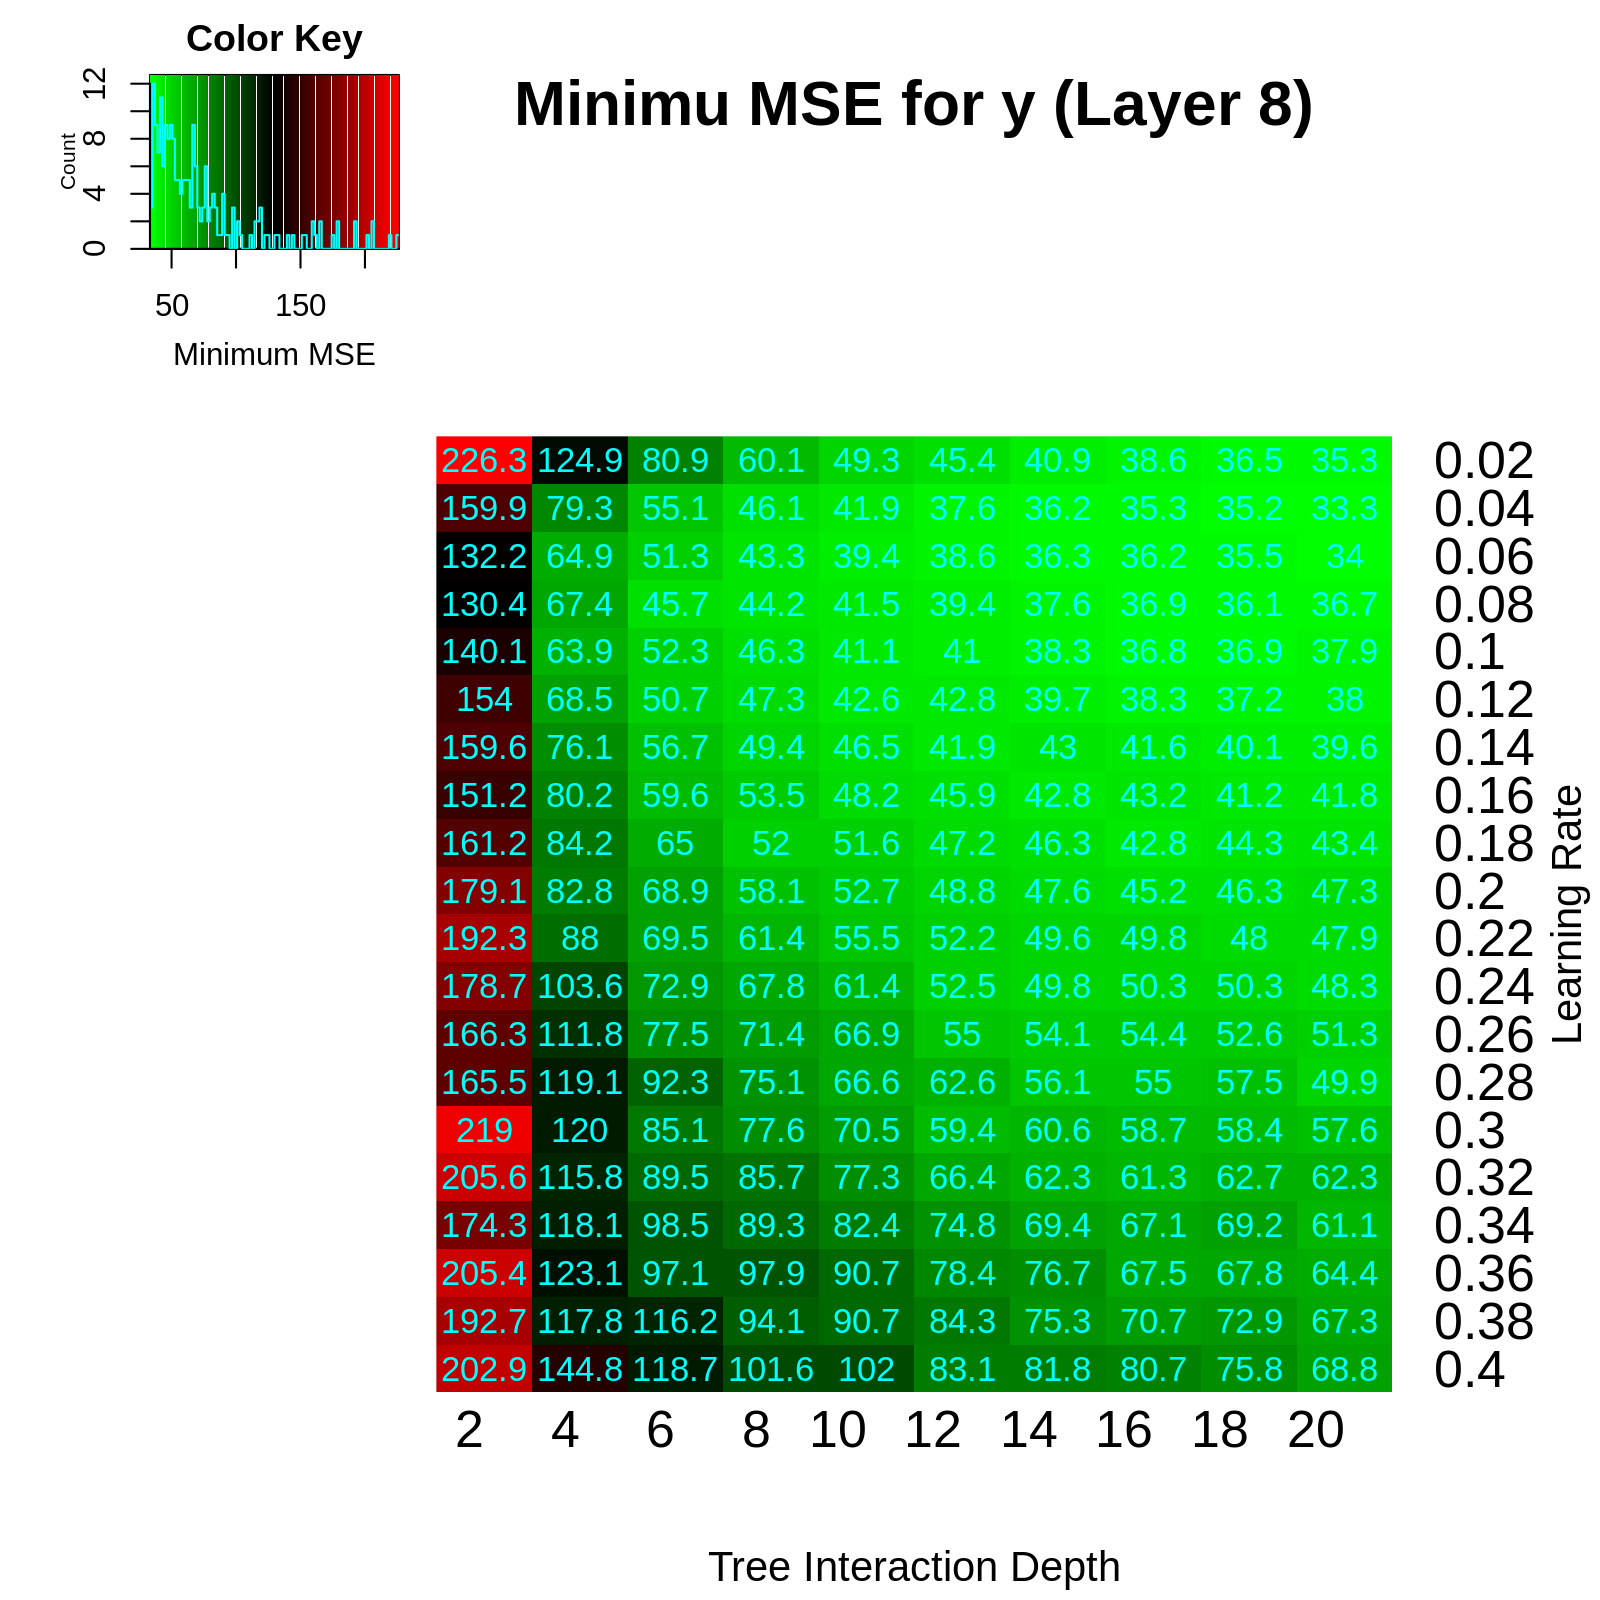 Color Key
Minimu MSE for y (Layer 8)
Count
0 4 8 12
50 150
Minimum MSE
226.3 124.9 80.9 60.1 49.3 45.4 40.9 38.6 36.5 35.3 0.02
159.9 79.3 55.1 46.1 41.9 37.6 36.2 35.3 35.2 33.3 0.04
132.2 64.9 51.3 43.3 39.4 38.6 36.3 36.2 35.5 34 0.06
130.4 67.4 45.7 44.2 41.5 39.4 37.6 36.9 36.1 36.7 0.08
140.1 63.9 52.3 46.3 41.1 41 38.3 36.8 36.9 37.9 0.1
154 68.5 50.7 47.3 42.6 42.8 39.7 38.3 37.2 38 0.12
159.6 76.1 56.7 49.4 46.5 41.9 43 41.6 40.1 39.6 0.14
151.2 80.2 59.6 53.5 48.2 45.9 42.8 43.2 41.2 41.8 0.16
161.2 84.2 65 52 51.6 47.2 46.3 42.8 44.3 43.4 0.18
179.1 82.8 68.9 58.1 52.7 48.8 47.6 45.2 46.3 47.3 0.2
192.3 88 69.5 61.4 55.5 52.2 49.6 49.8 48 47.9 0.22
178.7 103.6 72.9 67.8 61.4 52.5 49.8 50.3 50.3 48.3 0.24
166.3 111.8 77.5 71.4 66.9 55 54.1 54.4 52.6 51.3 0.26
165.5 119.1 92.3 75.1 66.6 62.6 56.1 55 57.5 49.9 0.28
219 120 85.1 77.6 70.5 59.4 60.6 58.7 58.4 57.6 0.3
205.6 115.8 89.5 85.7 77.3 66.4 62.3 61.3 62.7 62.3 0.32
174.3 118.1 98.5 89.3 82.4 74.8 69.4 67.1 69.2 61.1 0.34
205.4 123.1 97.1 97.9 90.7 78.4 76.7 67.5 67.8 64.4 0.36
192.7 117.8 116.2 94.1 90.7 84.3 75.3 70.7 72.9 67.3 0.38
202.9 144.8 118.7 101.6 102 83.1 81.8 80.7 75.8 68.8 0.4
Learning Rate
2 4 6 8 10 12 14 16 18 20
Tree Interaction Depth